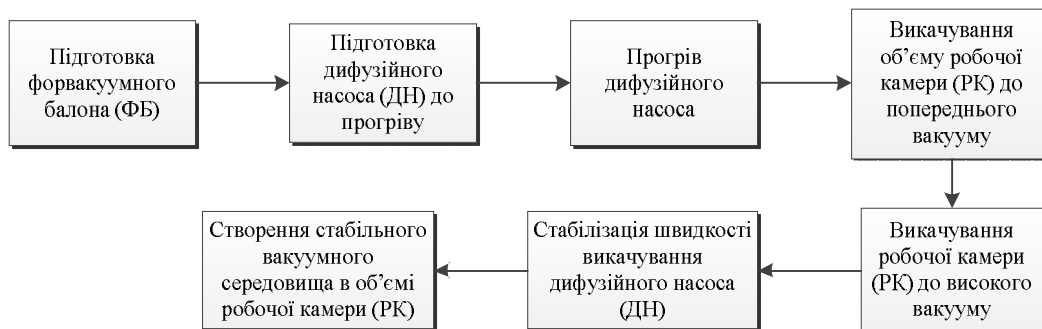 Підготовка
форвакуумного
балона (ФБ)
Підготовка
дифузійного
насоса (ДН) до
прогріву
Прогрів
дифузійного
насоса
Викачування
об’єму робочої
камери (РК) до
попереднього
вакууму
Викачування
робочої камери
(РК) до високого
вакууму
Стабілізація швидкості
викачування
дифузійного насоса
(ДН)
Створення стабільного
вакуумного
середовища в об’ємі
робочої камери (РК)